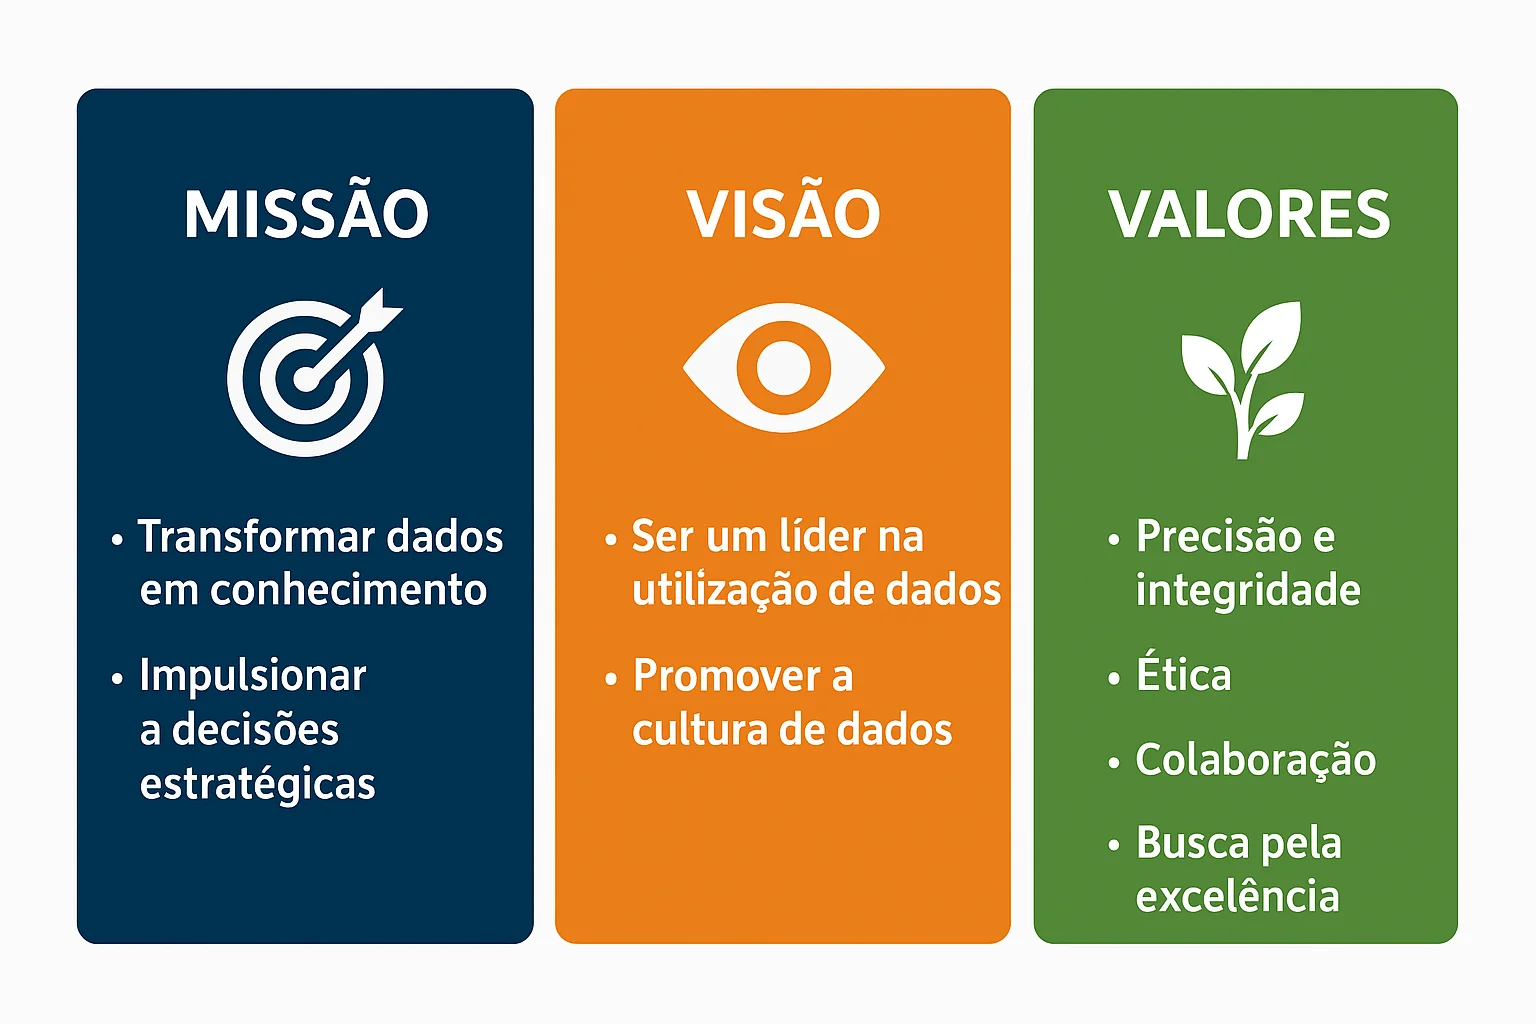 MISSÃO
• Transformar dados
em conhecimento
• Impulsionar
a decisões
estratégicas
VISÃO
• Ser um líder na
utilização de dados
• Promover a
cultura de dados
VALORES
• Precisão e
integridade
• Ética
• Colaboração
• Busca pela
excelência